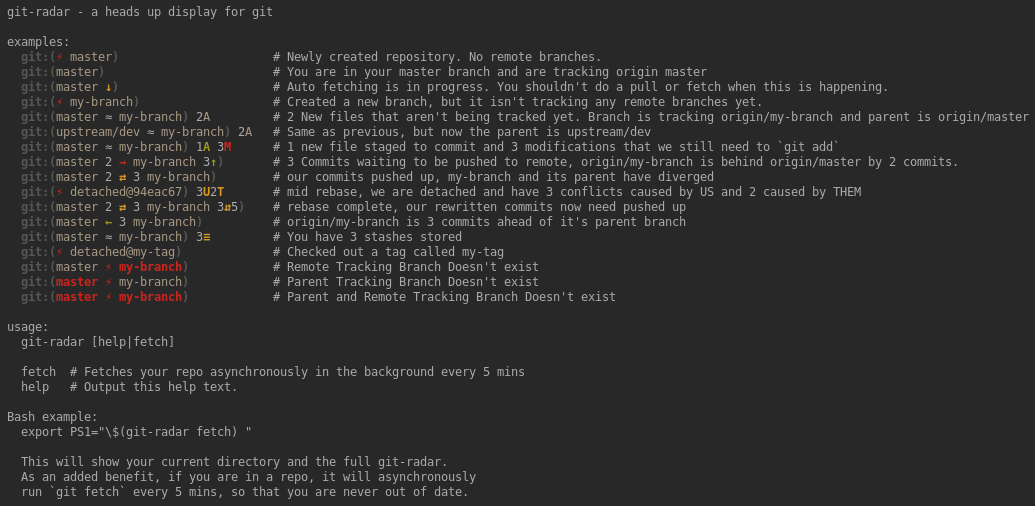 git-radar - a heads up display for git

examples:
  git:(⚡ master)                      # Newly created repository. No remote branches.
  git:(master)                        # You are in your master branch and are tracking origin master
  git:(master ↓)                      # Auto fetching is in progress. You shouldn't do a pull or fetch when this is happening.
  git:(⚡ my-branch)                   # Created a new branch, but it isn't tracking any remote branches yet.
  git:(master ≈ my-branch) 2A         # 2 New files that aren't being tracked yet. Branch is tracking origin/my-branch and parent is origin/master
  git:(upstream/dev ≈ my-branch) 2A   # Same as previous, but now the parent is upstream/dev
  git:(master ≈ my-branch) 1A 3M      # 1 new file staged to commit and 3 modifications that we still need to `git add`
  git:(master 2 → my-branch 3↑)       # 3 Commits waiting to be pushed to remote, origin/my-branch is behind origin/master by 2 commits.
  git:(master 2 ⇄ 3 my-branch)        # our commits pushed up, my-branch and its parent have diverged
  git:(⚡ detached@94eac67) 3U2T       # mid rebase, we are detached and have 3 conflicts caused by US and 2 caused by THEM
  git:(master 2 ⇄ 3 my-branch 3⇵5)    # rebase complete, our rewritten commits now need pushed up
  git:(master ← 3 my-branch)          # origin/my-branch is 3 commits ahead of it's parent branch
  git:(master ≈ my-branch) 3≡         # You have 3 stashes stored
  git:(⚡ detached@my-tag)             # Checked out a tag called my-tag
  git:(master ⚡ my-branch)            # Remote Tracking Branch Doesn't exist
  git:(master ⚡ my-branch)            # Parent Tracking Branch Doesn't exist
  git:(master ⚡ my-branch)            # Parent and Remote Tracking Branch Doesn't exist

usage:
  git-radar [help|fetch]

  fetch  # Fetches your repo asynchronously in the background every 5 mins
  help   # Output this help text.

Bash example:
  export PS1="\$(git-radar fetch) "

  This will show your current directory and the full git-radar.
  As an added benefit, if you are in a repo, it will asynchronously
  run `git fetch` every 5 mins, so that you are never out of date.